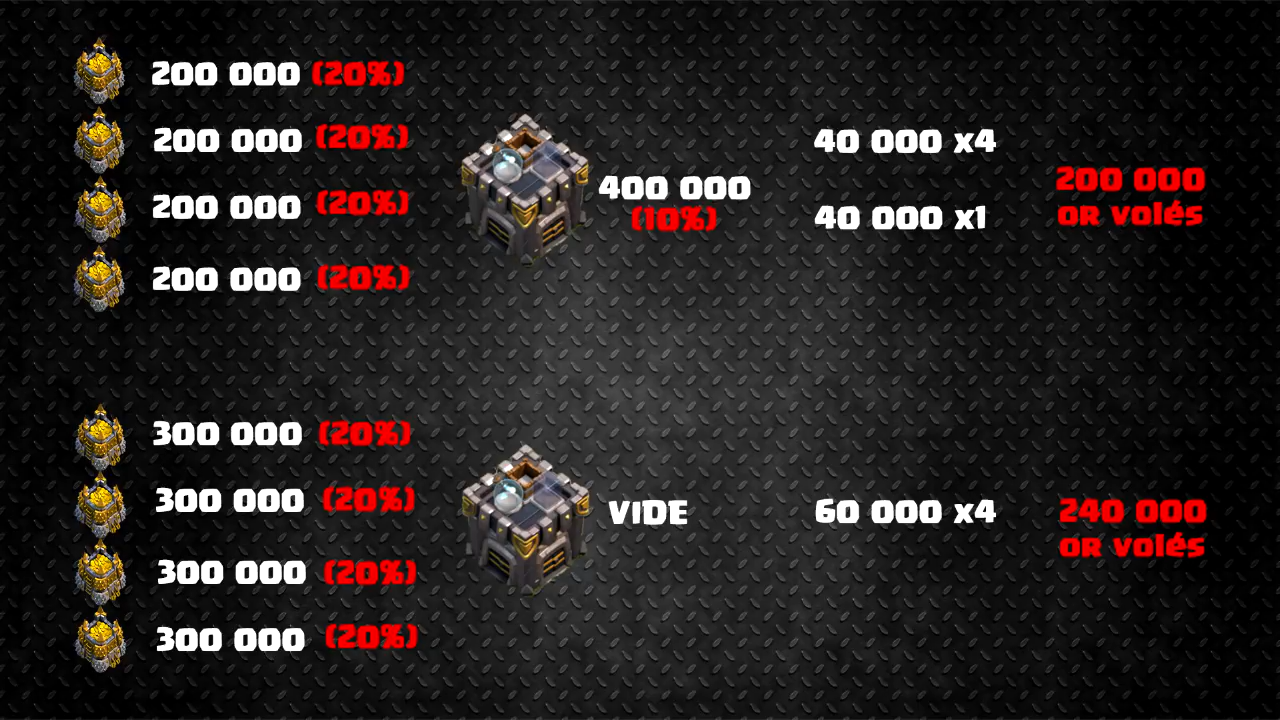 200 000 (20%)
200 000 (20%)
200 000 (20%)
200 000 (20%)
400 000
(10%)
40 000 x4
40 000 x1
200 000
or volés
300 000 (20%)
300 000 (20%)
300 000 (20%)
300 000 (20%)
VIDE
60 000 x4
240 000
or volés